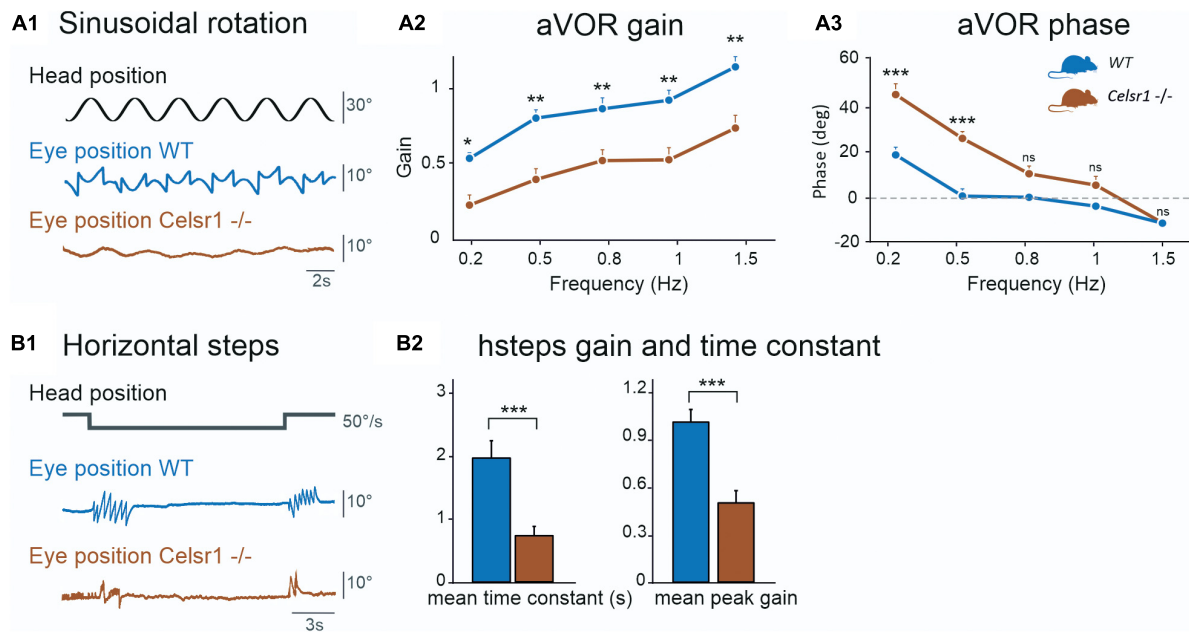 A1 Sinusoidal rotation
Head position
30°
Eye position WT
10°
Eye position Celsr1 -/-
10°
2s
A2 aVOR gain
Gain
1
0.5
0
* ** ** ** **
0.2 0.5 0.8 1 1.5
Frequency (Hz)
A3 aVOR phase
Phase (deg)
60
40
20
0
-20
*** *** ns ns ns
WT
Celsr1 -/-
0.2 0.5 0.8 1 1.5
Frequency (Hz)
B1 Horizontal steps
Head position
50°/s
Eye position WT
10°
Eye position Celsr1 -/-
10°
3s
B2 hsteps gain and time constant
3
2
1
0
***
mean time constant (s)
1.2
0.9
0.6
0.3
0
***
mean peak gain